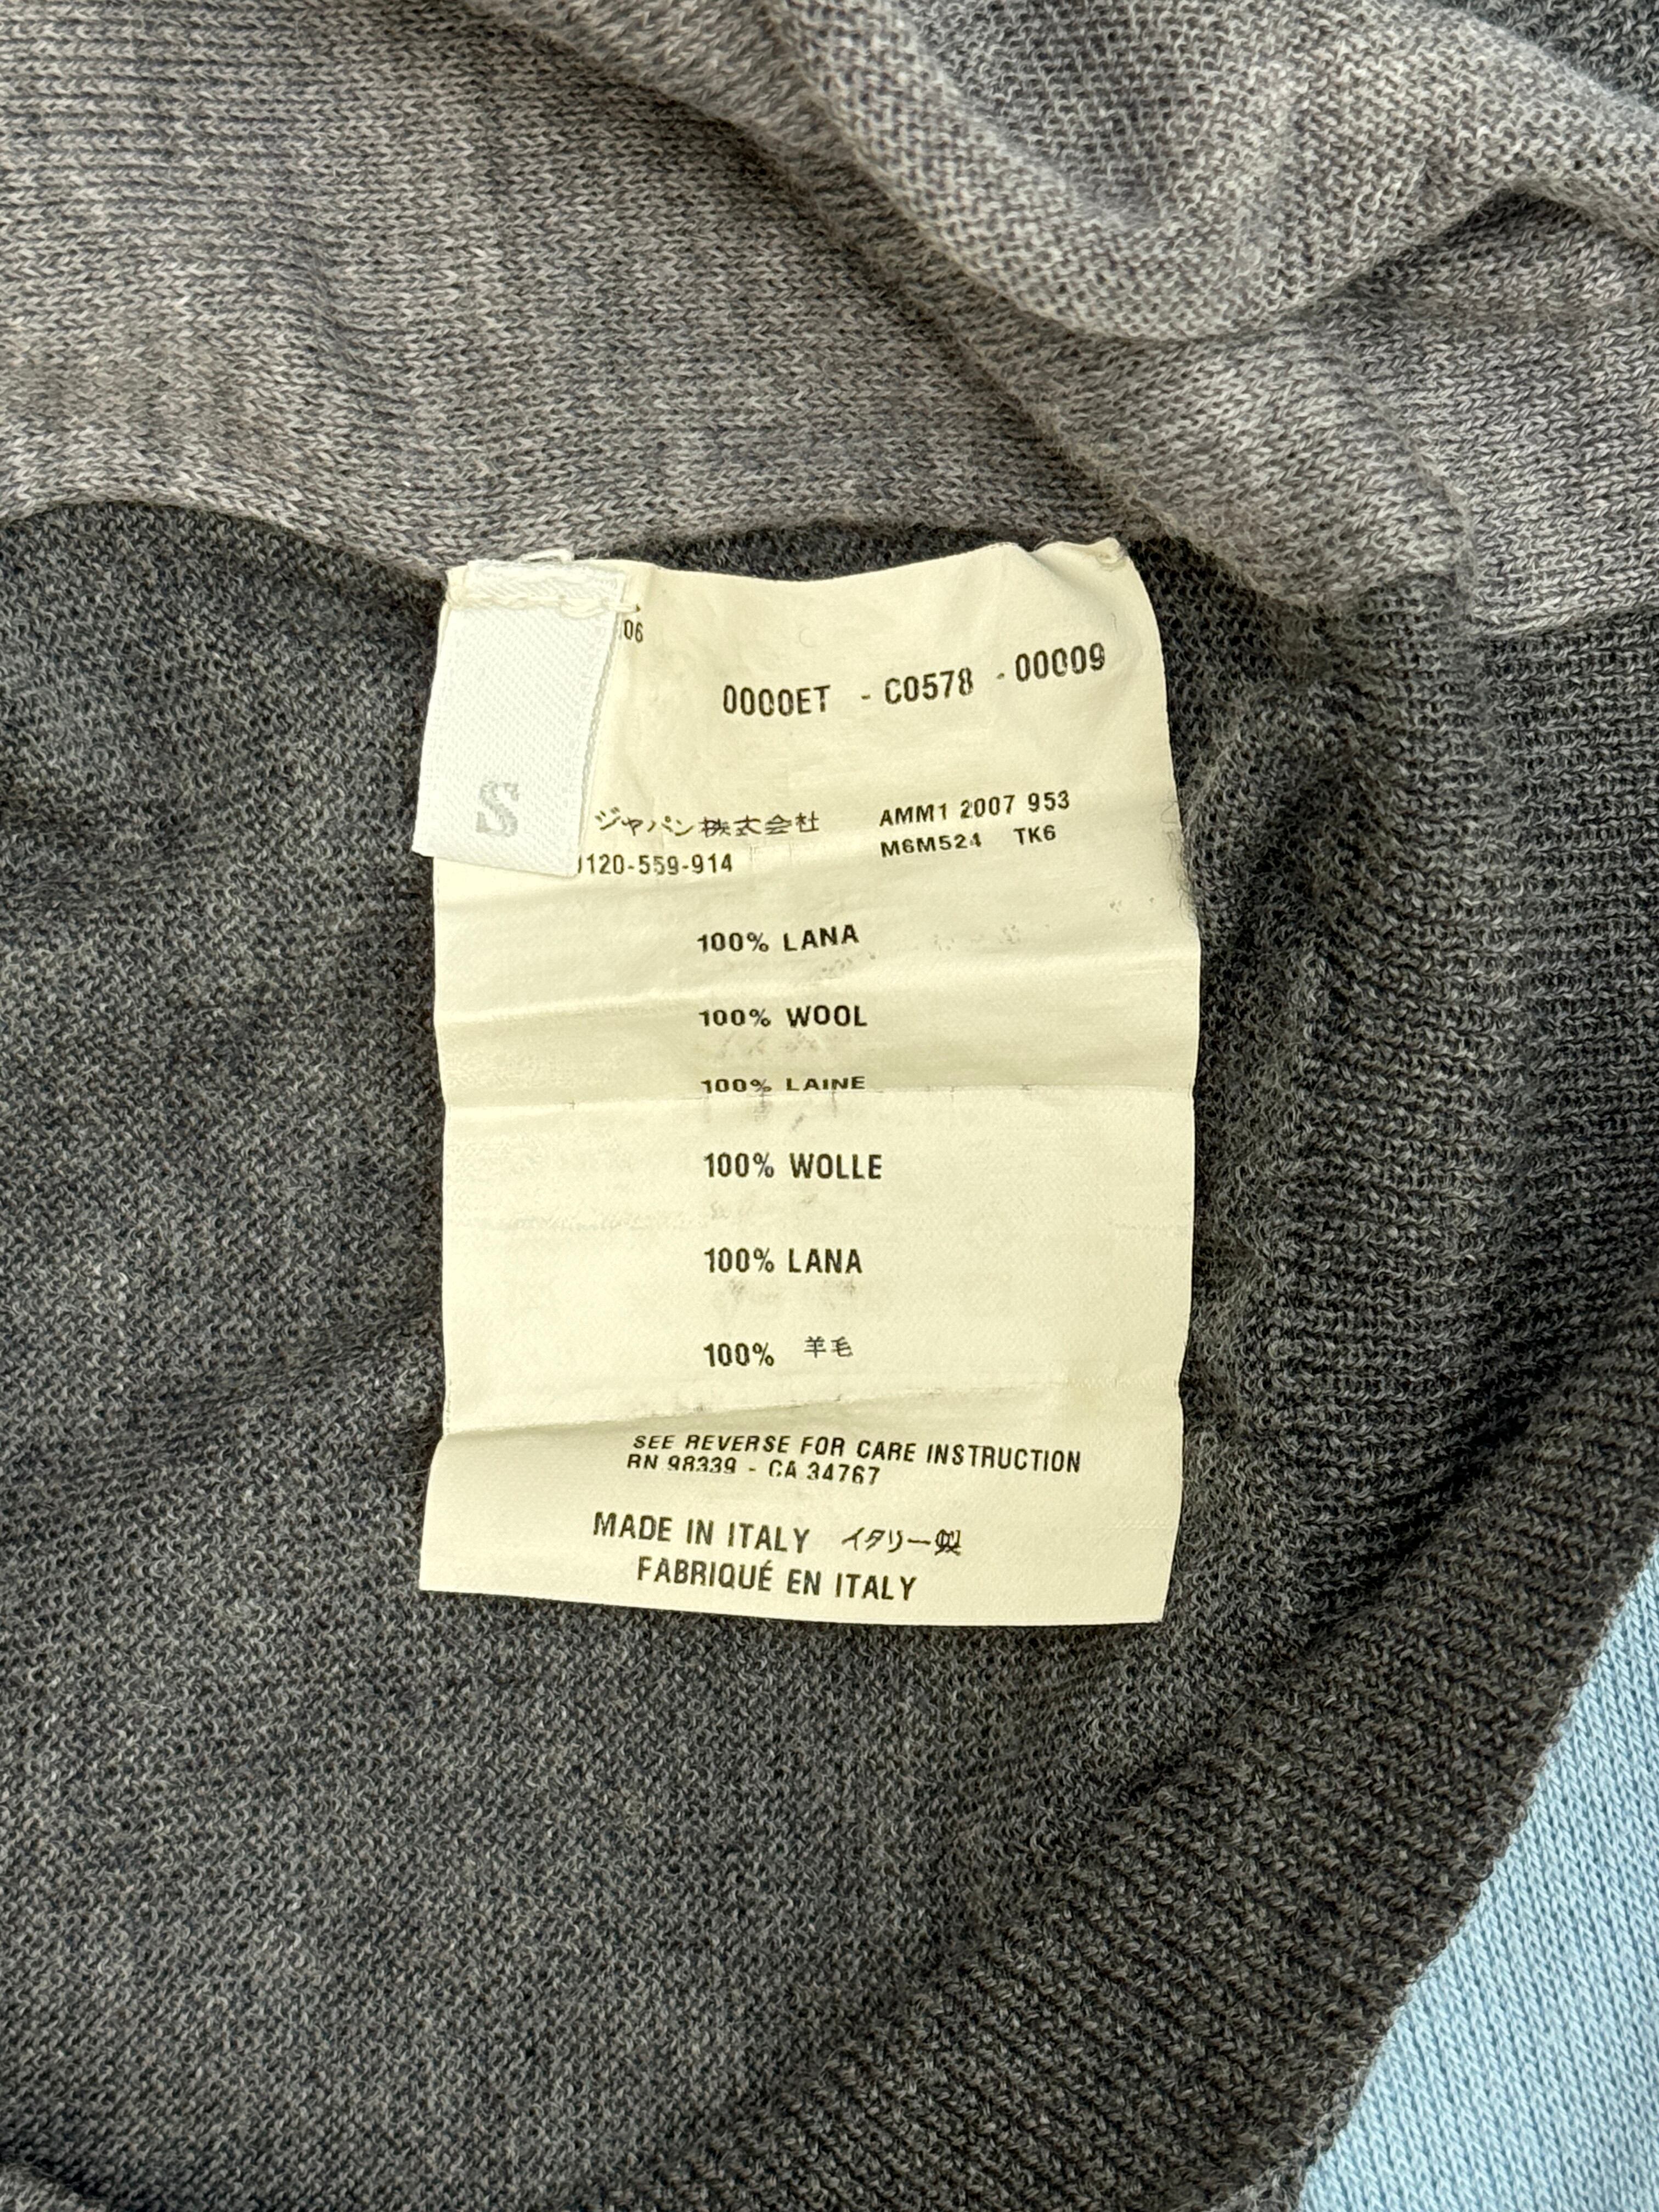 06
0000ET - C0578 - 00009
S
ジャパン株式会社
120-559-914
AMM1 2007 953
M6M524 TK6
100% LANA
100% WOOL
100% LAINE
100% WOLLE
100% LANA
100% 羊毛
SEE REVERSE FOR CARE INSTRUCTION
RN 98339 - CA 34767
MADE IN ITALY イタリー製
FABRIQUÉ EN ITALY